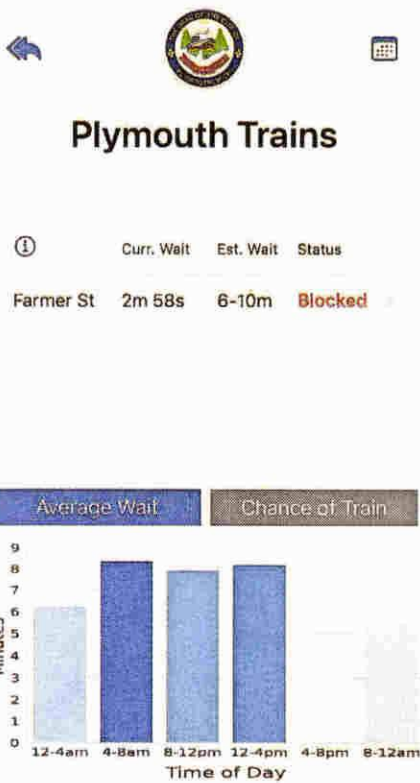 Plymouth Trains
Curr. Wait Est. Wait Status
Farmer St 2m 58s 6-10m Blocked
Average Wait Chance of Train
9
8
7
6
5
4
3
2
1
0
Minutes
12-4am 4-8am 8-12pm 12-4pm 4-8pm 8-12am
Time of Day